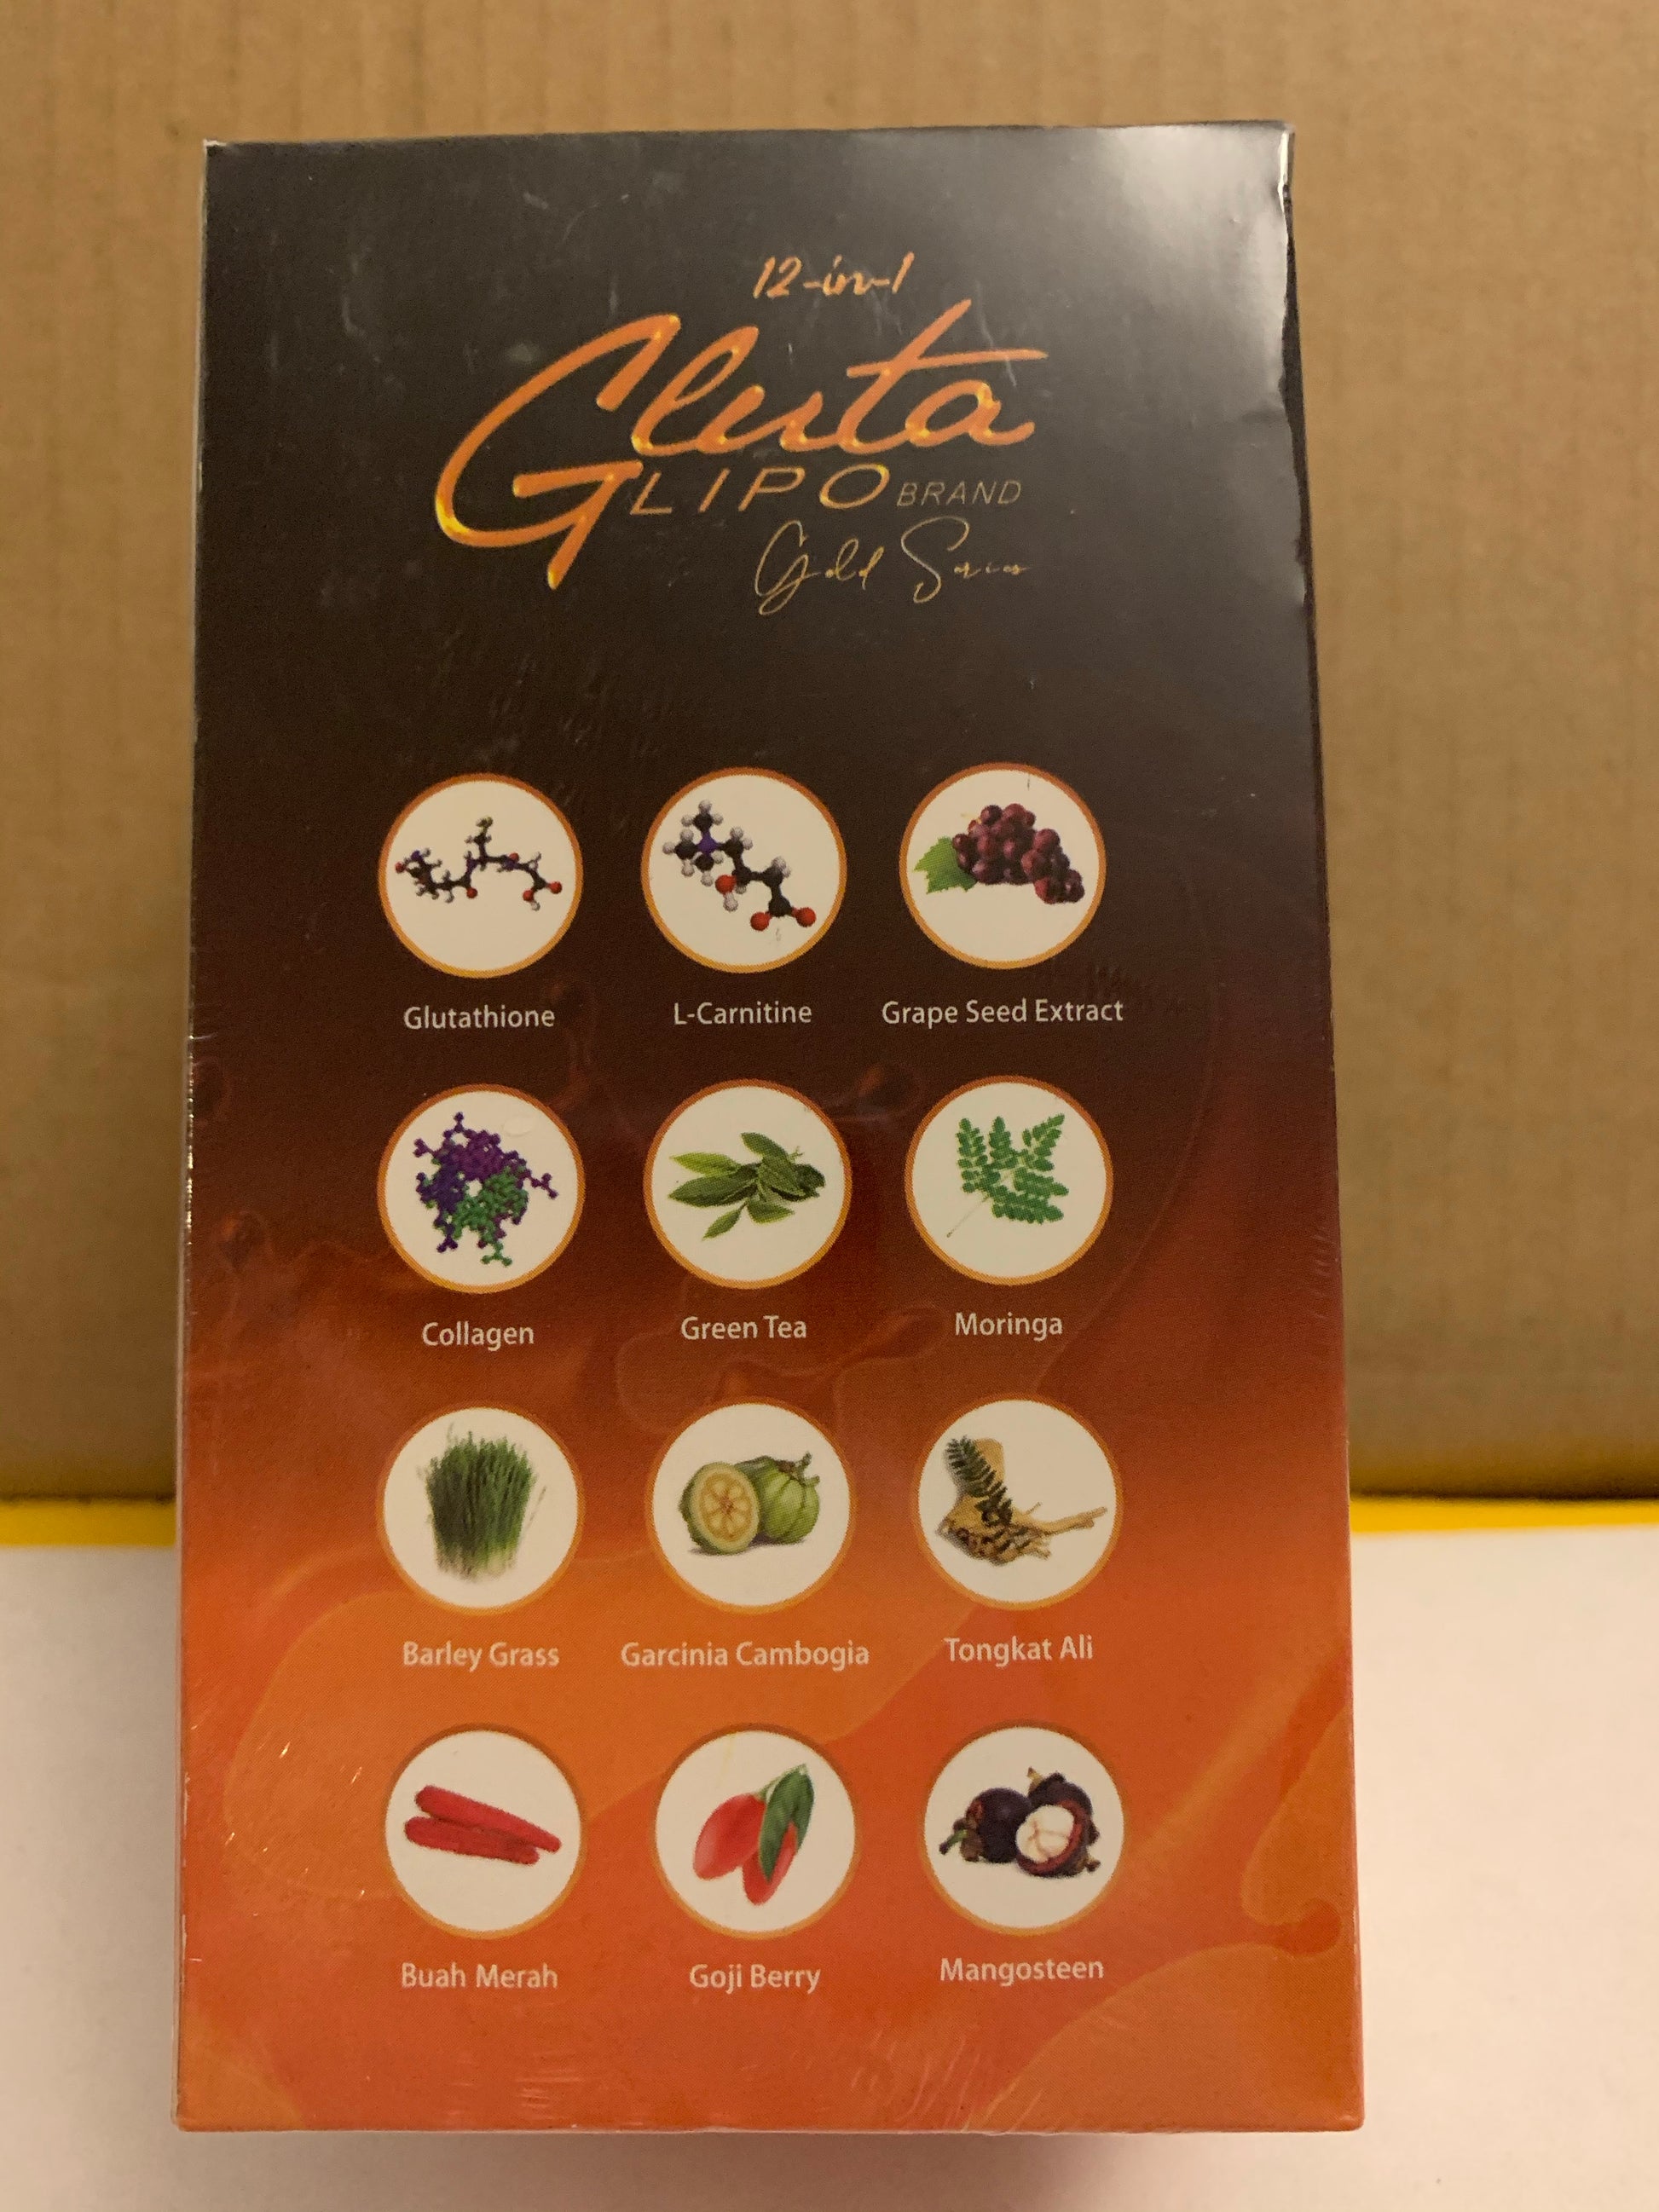 12-in-1
Gluta
LIPO BRAND
Gold Series
Glutathione
L-Carnitine
Grape Seed Extract
Collagen
Green Tea
Moringa
Barley Grass
Garcinia Cambogia
Tongkat Ali
Buah Merah
Goji Berry
Mangosteen